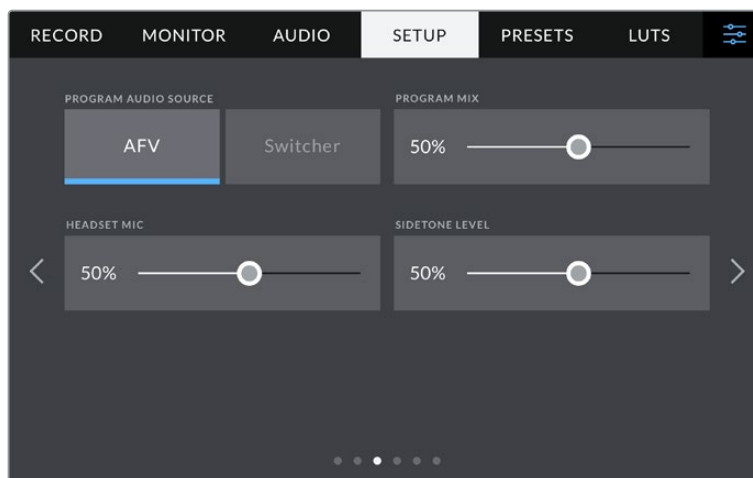 RECORD MONITOR AUDIO SETUP PRESETS LUTS
PROGRAM AUDIO SOURCE
AFV Switcher
PROGRAM MIX
50%
HEADSET MIC
50%
SIDETONE LEVEL
50%